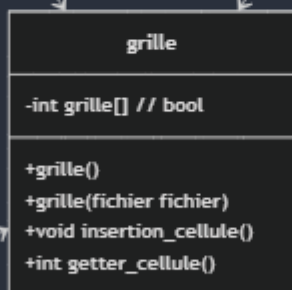 grille
-int grille[] // bool
+grille()
+grille(fichier fichier)
+void insertion_cellule()
+int getter_cellule()